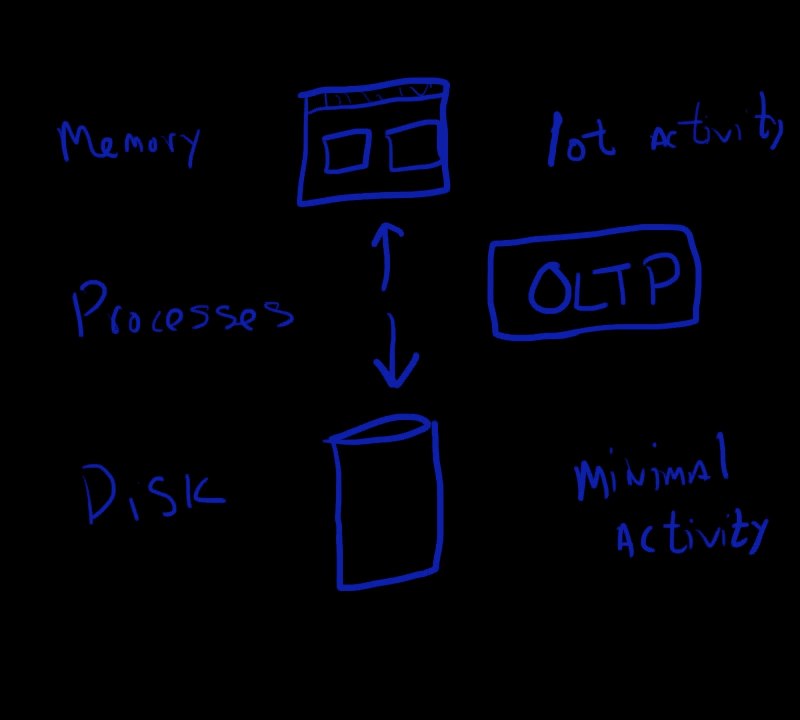 Memory
lot Activity
Processes
OLTP
Disk
Minimal
Activity